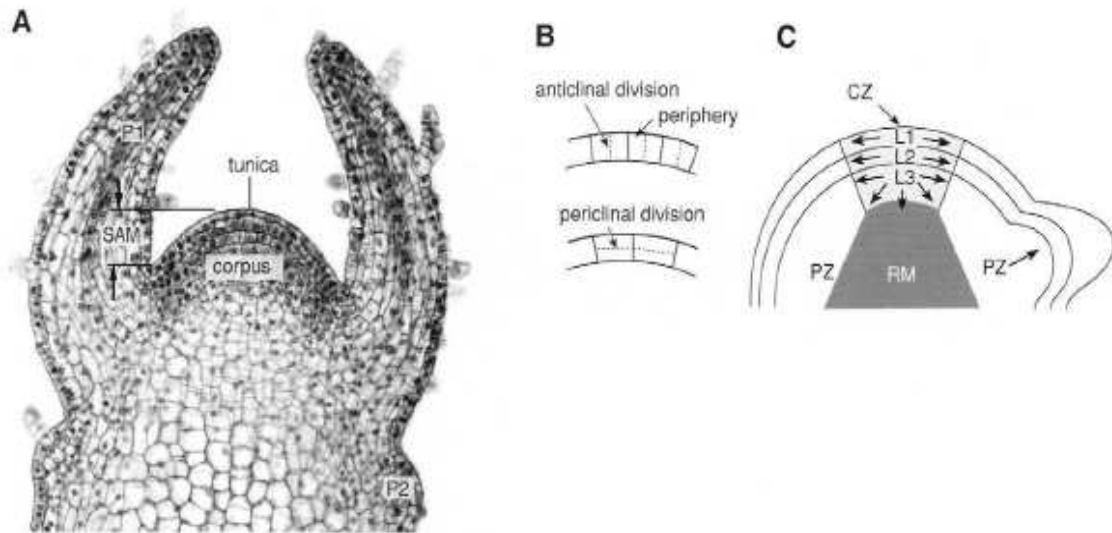 A
P1
tunica
SAM
corpus
P2
B
anticlinal division
periphery
periclinal division
C
CZ
L1
L2
L3
PZ
RM
PZ